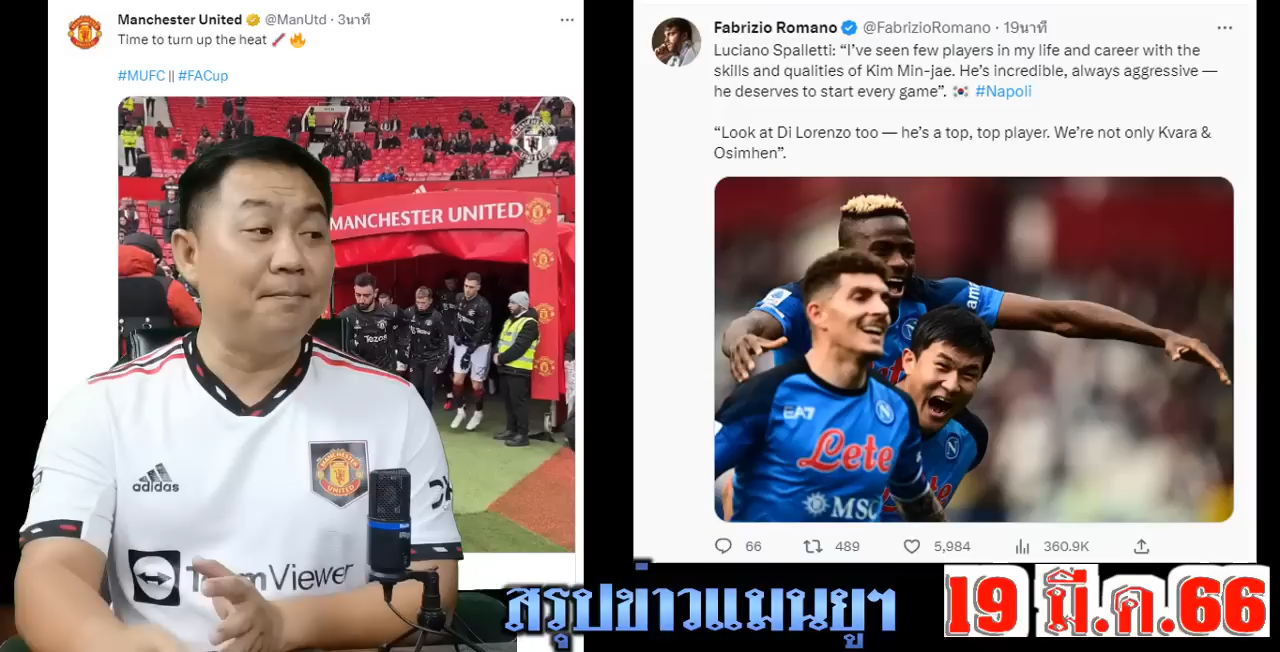 Manchester United @ManUtd · 3นาที
Time to turn up the heat
#MUFC || #FACup
MANCHESTER UNITED
Tezos
Tezos
adidas
MANCHESTER
UNITED
TeamViewer
Fabrizio Romano @FabrizioRomano · 19นาที
Luciano Spalletti: “I’ve seen few players in my life and career with the
skills and qualities of Kim Min-jae. He’s incredible, always aggressive —
he deserves to start every game”. #Napoli
“Look at Di Lorenzo too — he’s a top, top player. We’re not only Kvara &
Osimhen”.
EA7
Lete
MSC
66 489 5,984 360.9K
สรุปข่าวแมนยูฯ
19 มี.ค.66